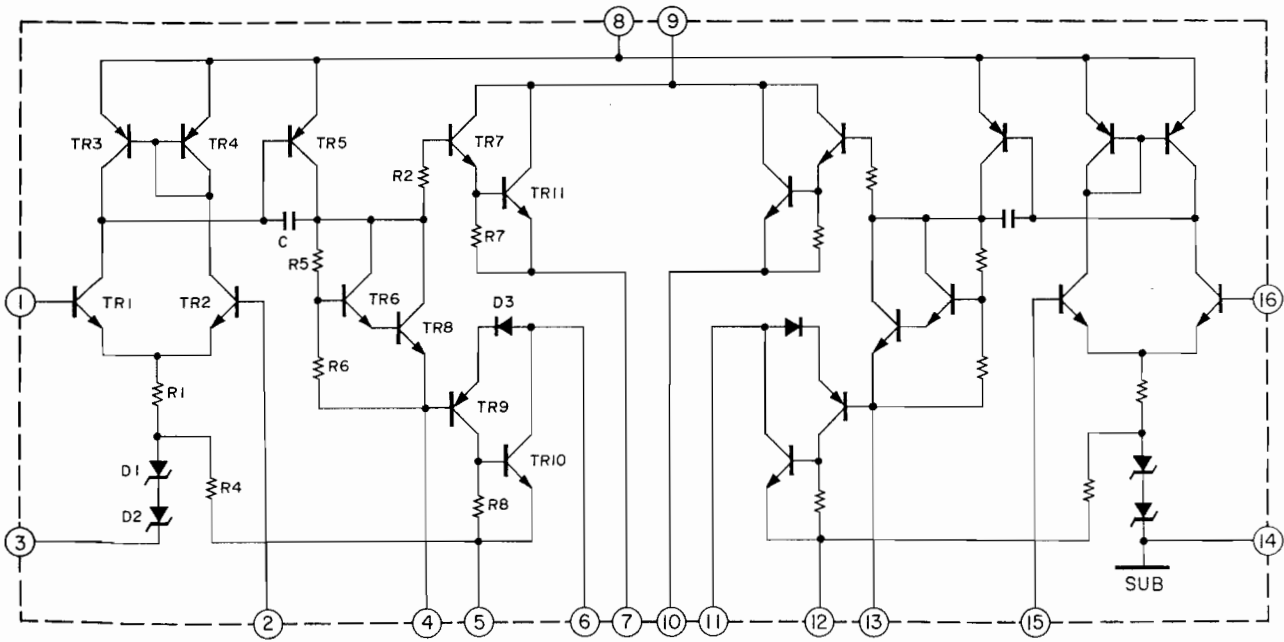 8 9
TR3 TR4 TR5 TR7
R2 TR11
C R7
R5
1 TR1 TR2 TR6 D3 16
TR8
R6
R1 TR9
D1 R4 TR10
D2 R8
3 14
SUB
2 4 5 6 7 10 11 12 13 15